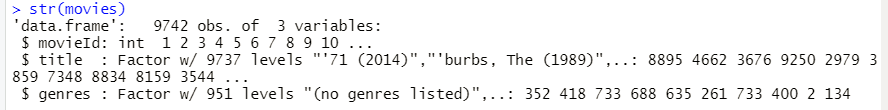 > str(movies)
'data.frame':   9742 obs. of  3 variables:
 $ movieId: int  1 2 3 4 5 6 7 8 9 10 ...
 $ title  : Factor w/ 9737 levels "'71 (2014)","'burbs, The (1989)",..: 8895 4662 3676 9250 2979 3
859 7348 8834 8159 3544 ...
 $ genres : Factor w/ 951 levels "(no genres listed)",..: 352 418 733 688 635 261 733 400 2 134